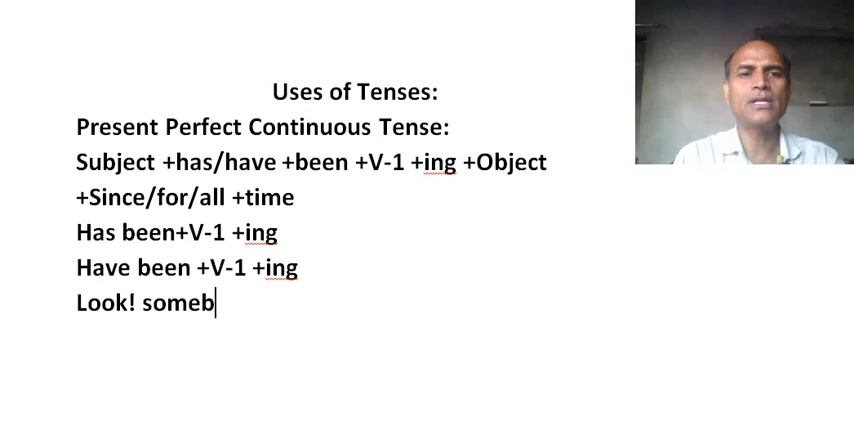 Uses of Tenses:
Present Perfect Continuous Tense:
Subject +has/have +been +V-1 +ing +Object
+Since/for/all +time
Has been+V-1 +ing
Have been +V-1 +ing
Look! someb